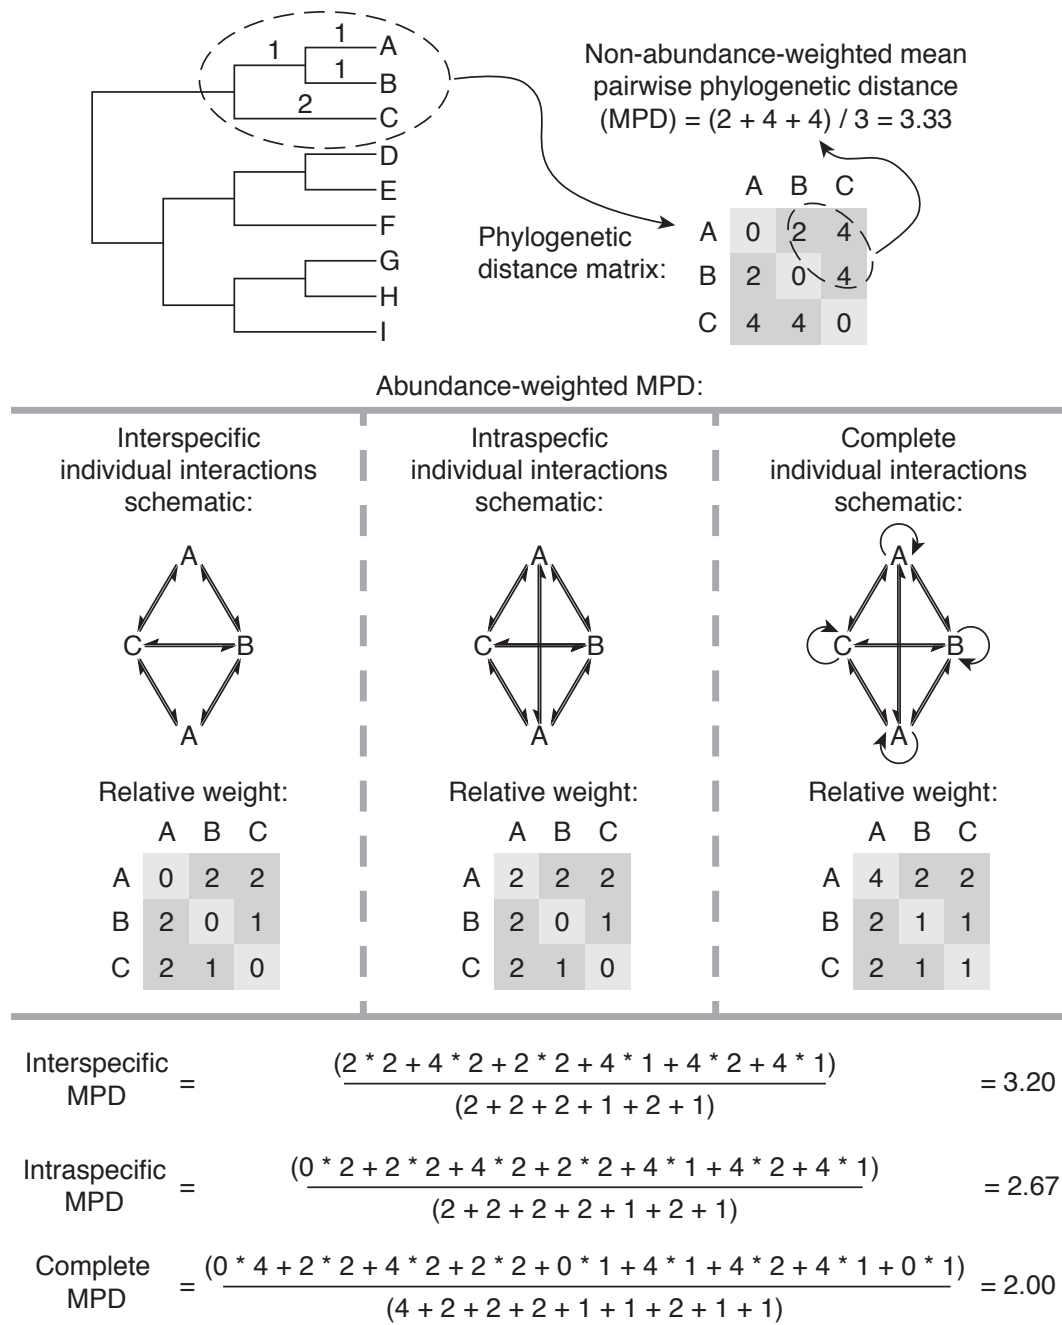 1
1
A
1
B
2
C
D
E
F
G
H
I
Non-abundance-weighted mean
pairwise phylogenetic distance
(MPD) = (2 + 4 + 4) / 3 = 3.33
Phylogenetic
distance matrix:
A B C
A 0 2 4
B 2 0 4
C 4 4 0
Abundance-weighted MPD:
Interspecific
individual interactions
schematic:
A
C B
A
Relative weight:
A B C
A 0 2 2
B 2 0 1
C 2 1 0
Intraspecfic
individual interactions
schematic:
A
C B
A
Relative weight:
A B C
A 2 2 2
B 2 0 1
C 2 1 0
Complete
individual interactions
schematic:
A
C B
A
Relative weight:
A B C
A 4 2 2
B 2 1 1
C 2 1 1
Interspecific
MPD
=
(2 * 2 + 4 * 2 + 2 * 2 + 4 * 1 + 4 * 2 + 4 * 1)
(2 + 2 + 2 + 1 + 2 + 1)
= 3.20
Intraspecific
MPD
=
(0 * 2 + 2 * 2 + 4 * 2 + 2 * 2 + 4 * 1 + 4 * 2 + 4 * 1)
(2 + 2 + 2 + 2 + 1 + 2 + 1)
= 2.67
Complete
MPD
=
(0 * 4 + 2 * 2 + 4 * 2 + 2 * 2 + 0 * 1 + 4 * 1 + 4 * 2 + 4 * 1 + 0 * 1)
(4 + 2 + 2 + 2 + 1 + 1 + 2 + 1 + 1)
= 2.00